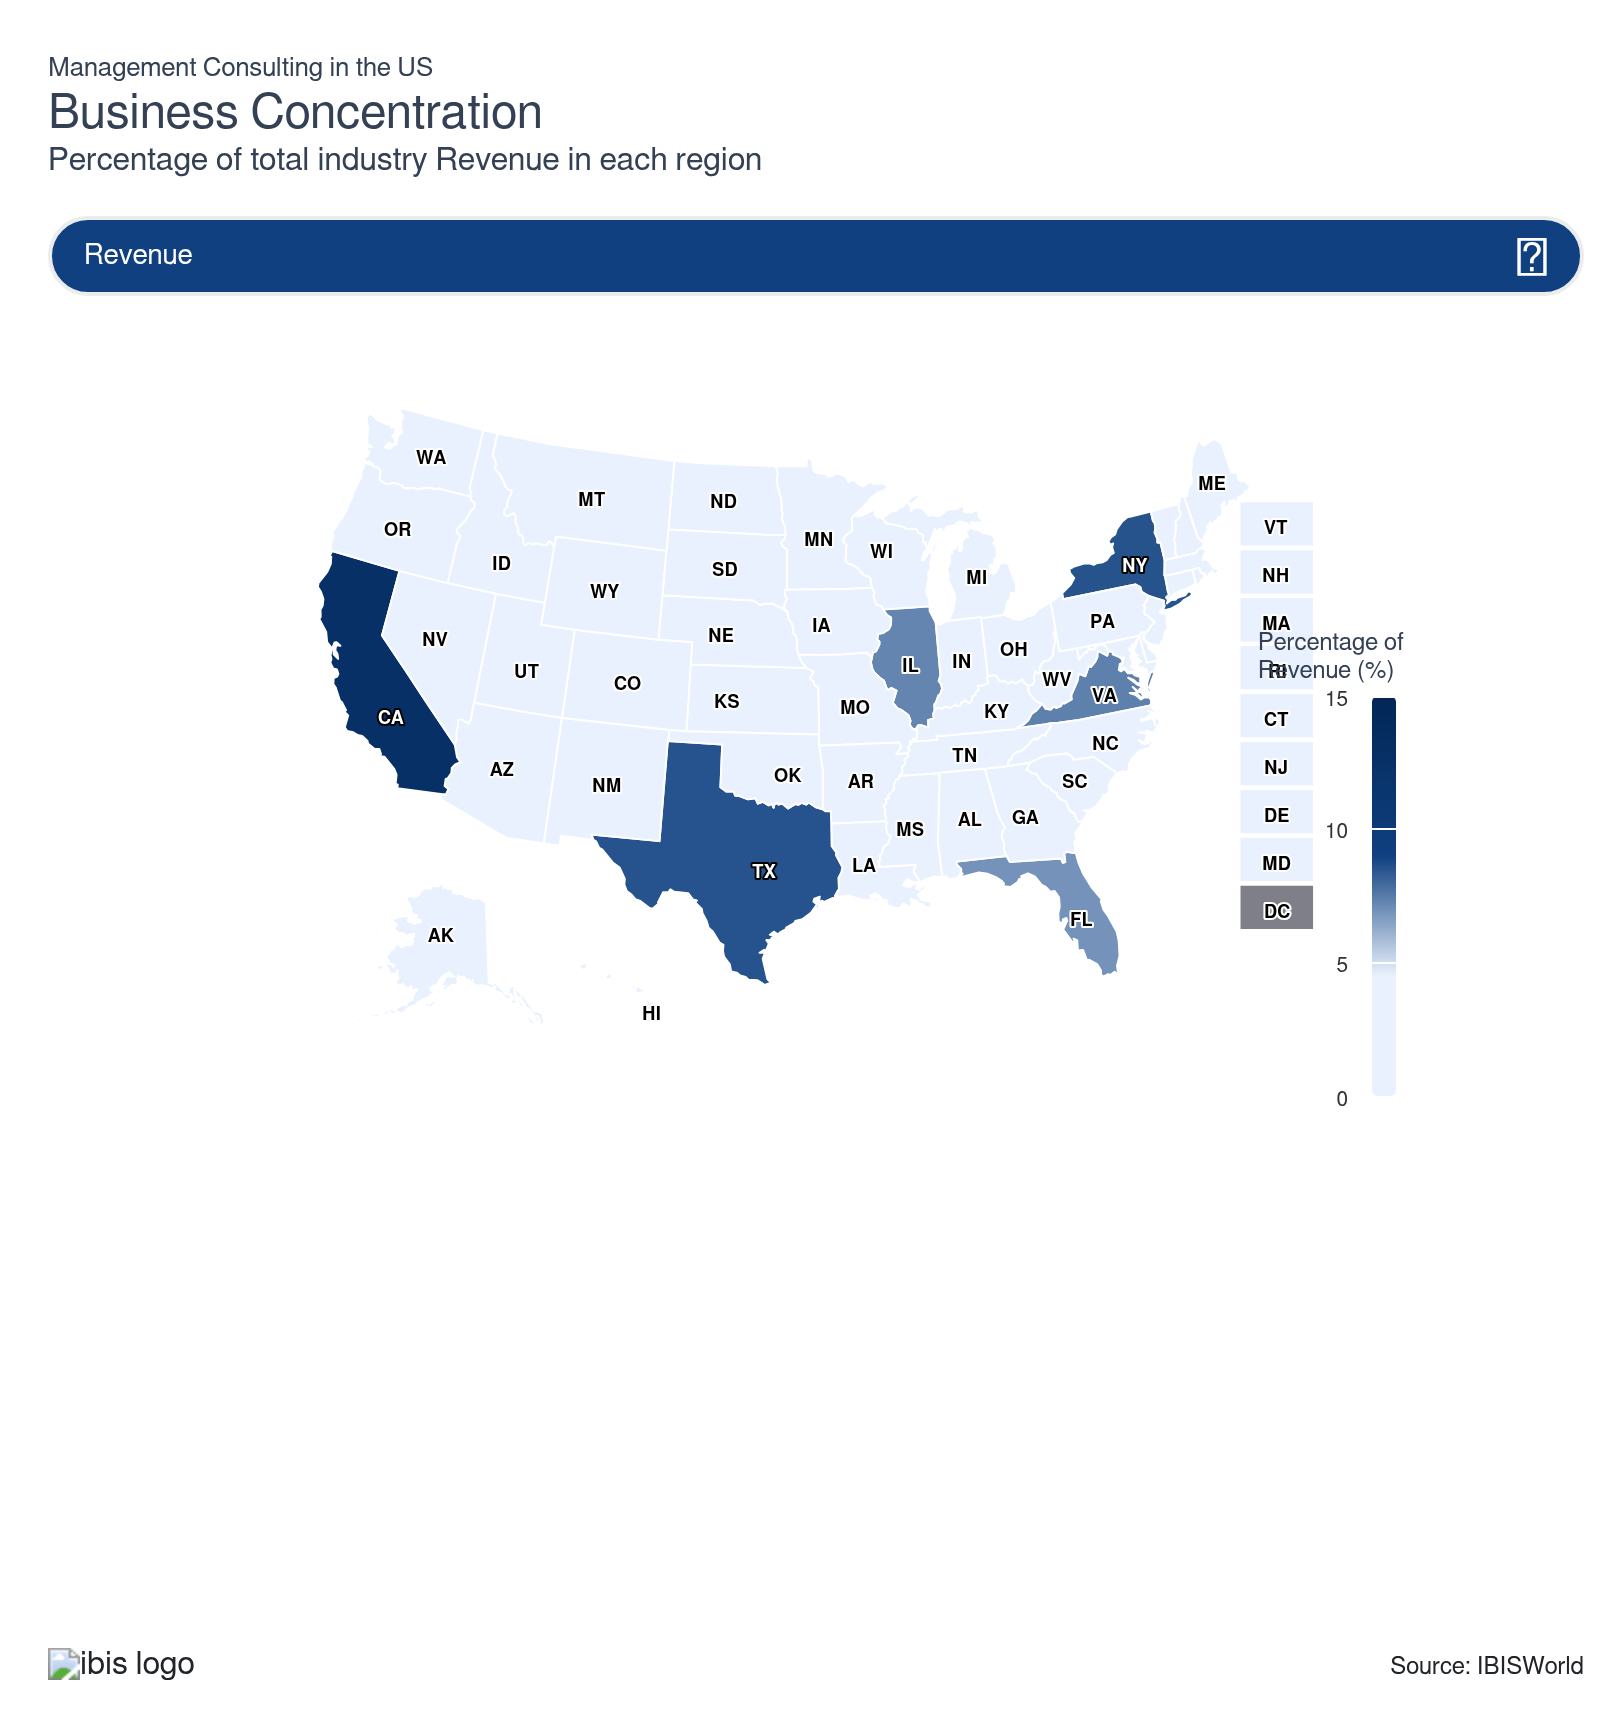 Management Consulting in the US
Business Concentration
Percentage of total industry Revenue in each region
Revenue
WA
MT
ND
ME
OR
ID
MN
WI
VT
SD
MI
NY
NH
WY
NE
IA
PA
MA
NV
UT
CO
IL
IN
OH
WV
VA
Percentage of
Revenue (%)
RI
KS
MO
KY
15
CA
CT
AZ
NM
OK
AR
TN
NC
NJ
SC
MS
AL
GA
DE
10
TX
LA
MD
FL
DC
AK
5
HI
0
ibis logo
Source: IBISWorld